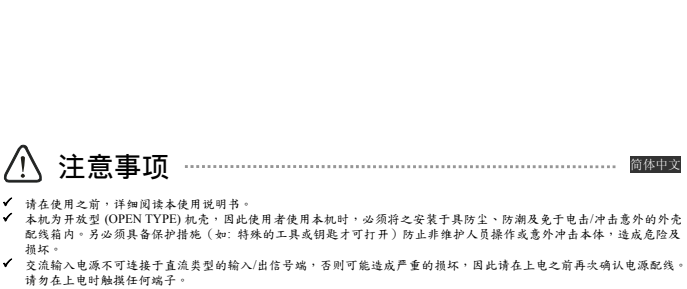 注意事项 简体中文
✓ 请在使用之前，详细阅读本使用说明书。
✓ 本机为开放型 (OPEN TYPE) 机壳，因此使用者使用本机时，必须将之安装于具防尘、防潮及免于电击/冲击意外的外壳
配线箱内。另必须具备保护措施（如: 特殊的工具或钥匙才可打开）防止非维护人员操作或意外冲击本体，造成危险及
损坏。
✓ 交流输入电源不可连接于直流类型的输入/出信号端，否则可能造成严重的损坏，因此请在上电之前再次确认电源配线。
请勿在上电时触摸任何端子。